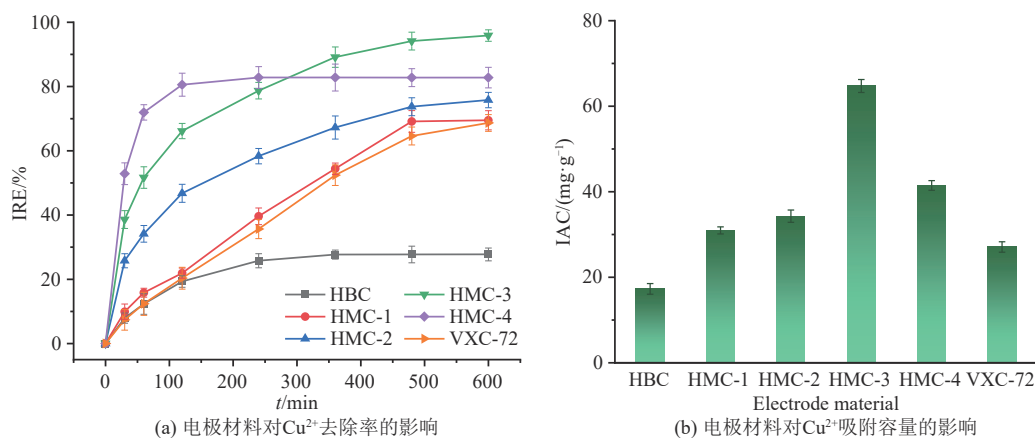 100
80
60
40
20
0
IRE/%
HBC
HMC-1
HMC-2
HMC-3
HMC-4
VXC-72
0 100 200 300 400 500 600
t/min
(a) 电极材料对Cu²⁺去除率的影响
80
60
40
20
0
IAC/(mg·g⁻¹)
HBC HMC-1 HMC-2 HMC-3 HMC-4 VXC-72
Electrode material
(b) 电极材料对Cu²⁺吸附容量的影响